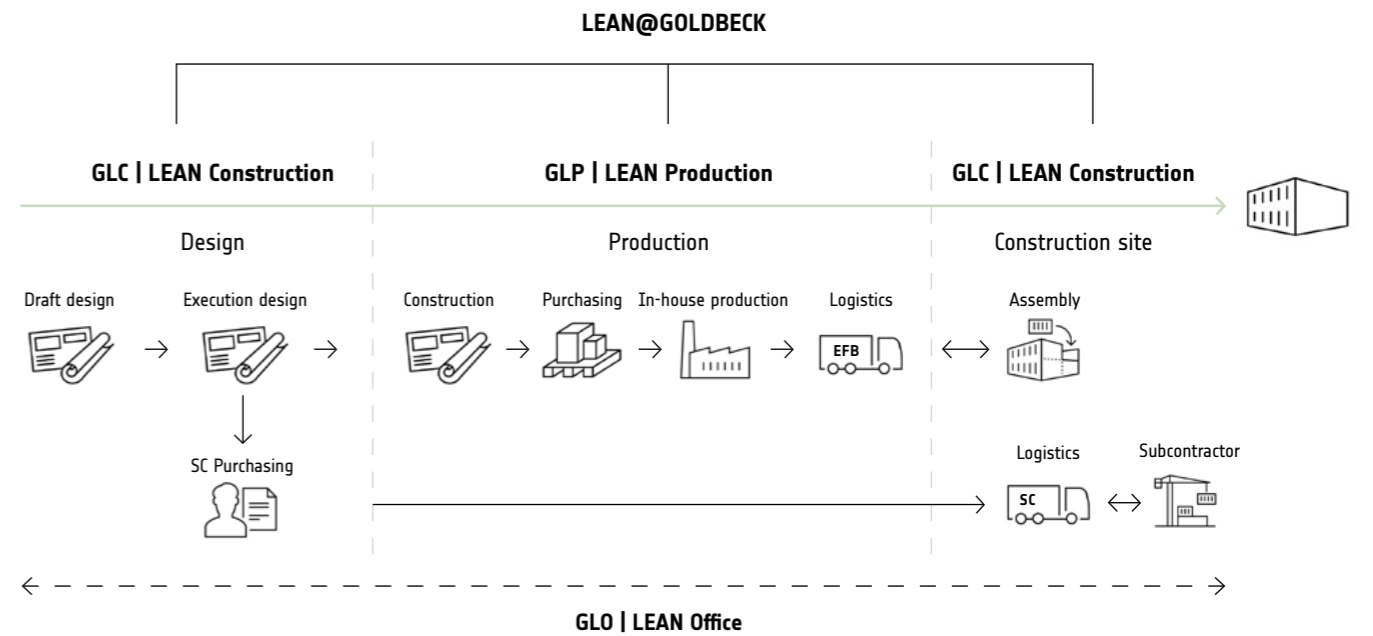 LEAN@GOLDBECK
GLC | LEAN Construction
GLP | LEAN Production
GLC | LEAN Construction
Design
Production
Construction site
Draft design
Execution design
Construction
Purchasing
In-house production
Logistics
Assembly
EFB
SC Purchasing
Logistics
Subcontractor
SC
GLO | LEAN Office